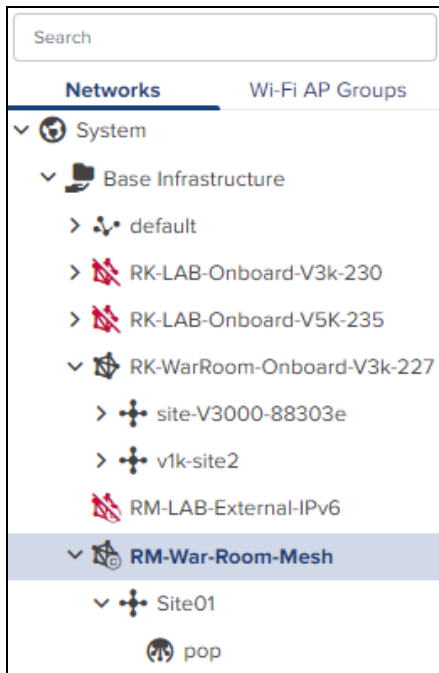 Search
Networks Wi-Fi AP Groups
System
Base Infrastructure
default
RK-LAB-Onboard-V3k-230
RK-LAB-Onboard-V5K-235
RK-WarRoom-Onboard-V3k-227
site-V3000-88303e
v1k-site2
RM-LAB-External-IPv6
RM-War-Room-Mesh
Site01
pop